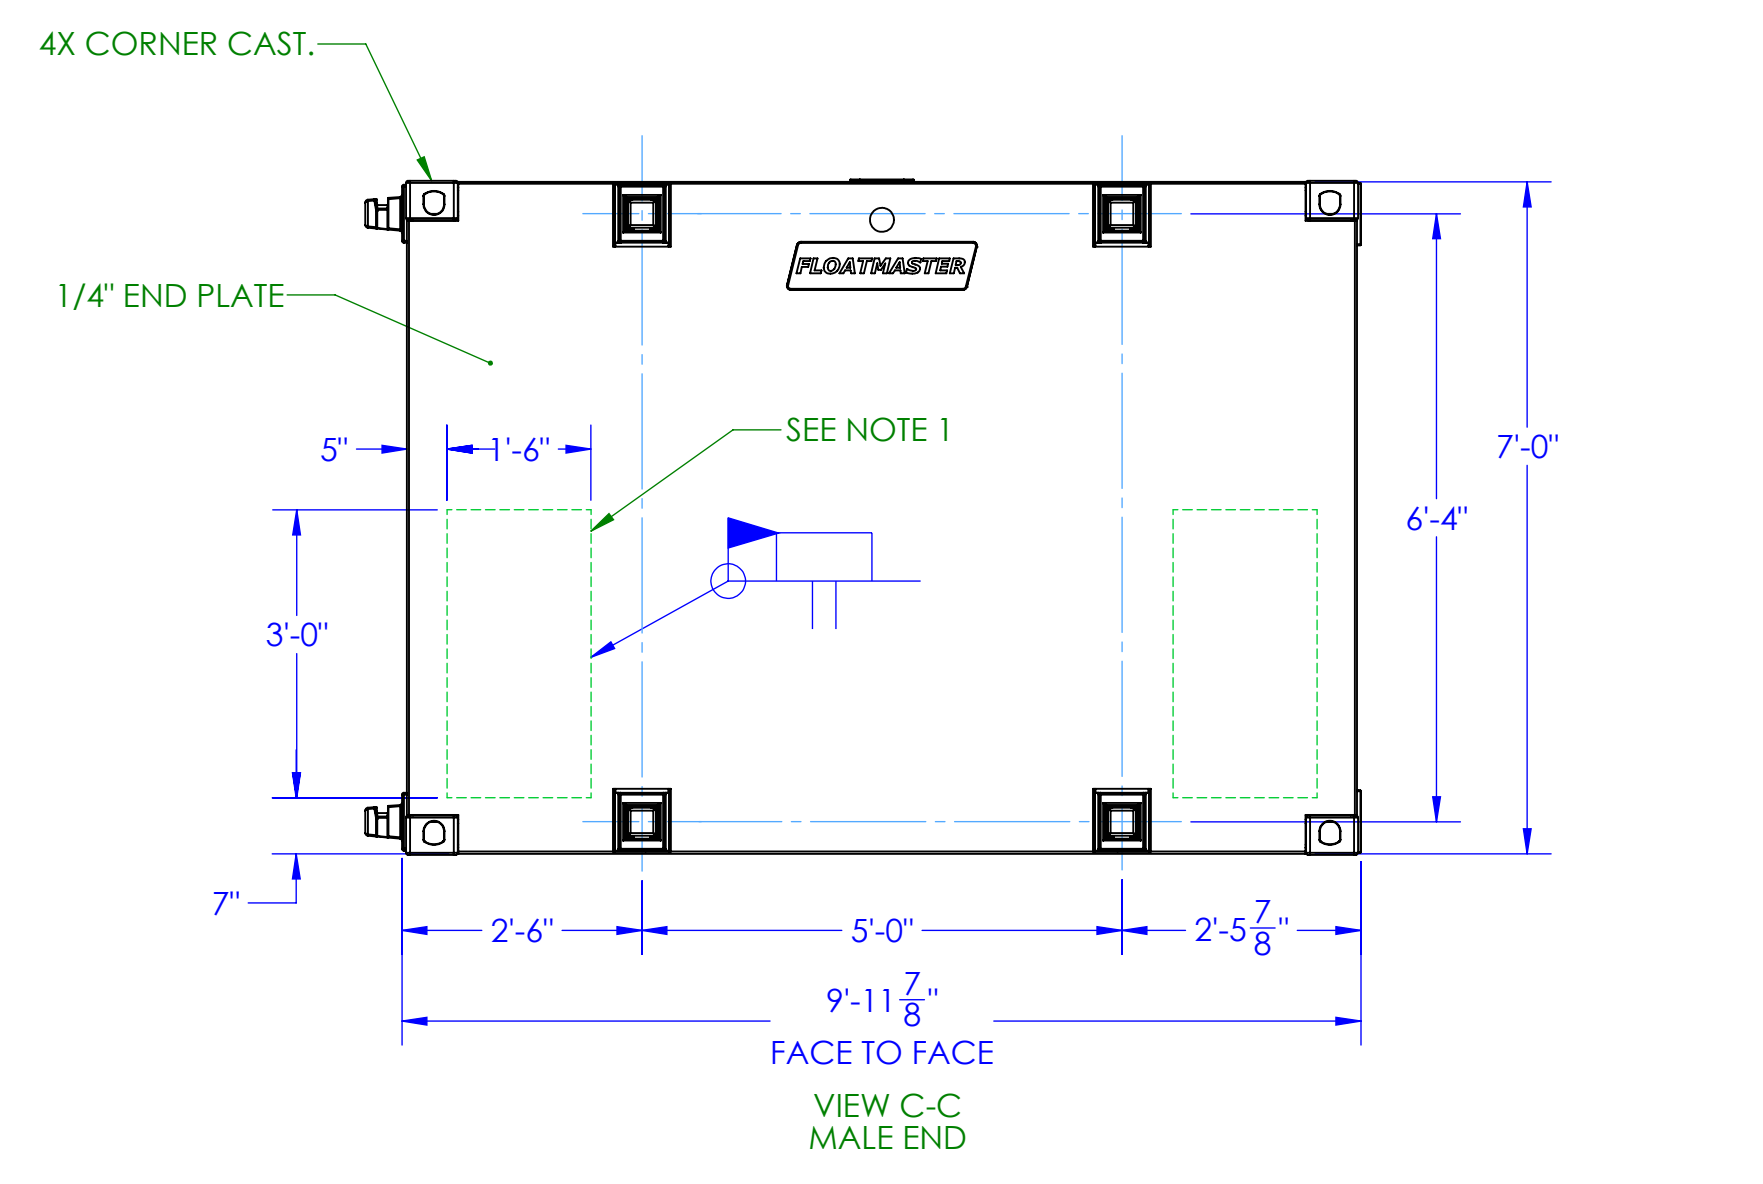 4X CORNER CAST.
FLOATMASTER
1/4" END PLATE
SEE NOTE 1
5"
1'-6"
7'-0"
6'-4"
3'-0"
7"
2'-6"
5'-0"
2'-5 7/8"
9'-11 7/8"
FACE TO FACE
VIEW C-C
MALE END